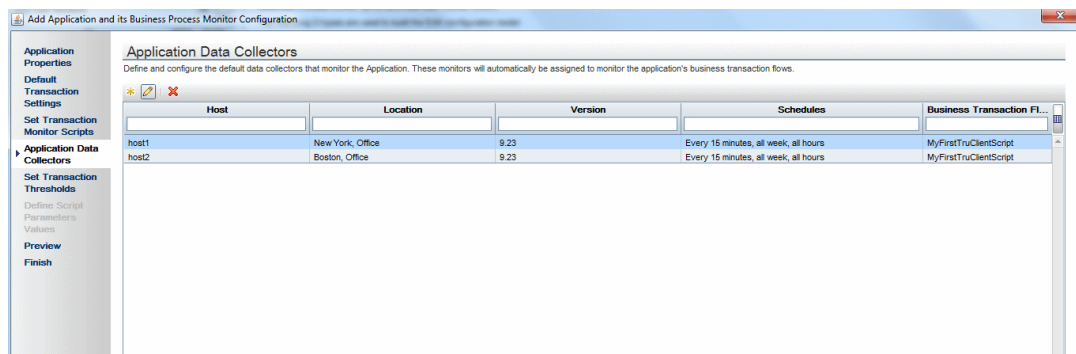 Add Application and its Business Process Monitor Configuration
Application
Properties
Default
Transaction
Settings
Set Transaction
Monitor Scripts
Application Data
Collectors
Set Transaction
Thresholds
Define Script
Parameters
Values
Preview
Finish
Application Data Collectors
Define and configure the default data collectors that monitor the Application. These monitors will automatically be assigned to monitor the application's business transaction flows.
Host Location Version Schedules Business Transaction Fl...
host1 New York, Office 9.23 Every 15 minutes, all week, all hours MyFirstTruClientScript
host2 Boston, Office 9.23 Every 15 minutes, all week, all hours MyFirstTruClientScript